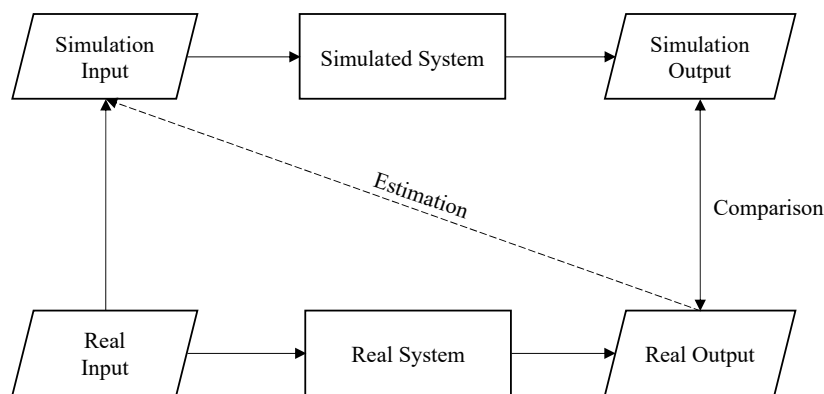 Simulation
Input
Simulated System
Simulation
Output
Estimation
Comparison
Real
Input
Real System
Real Output